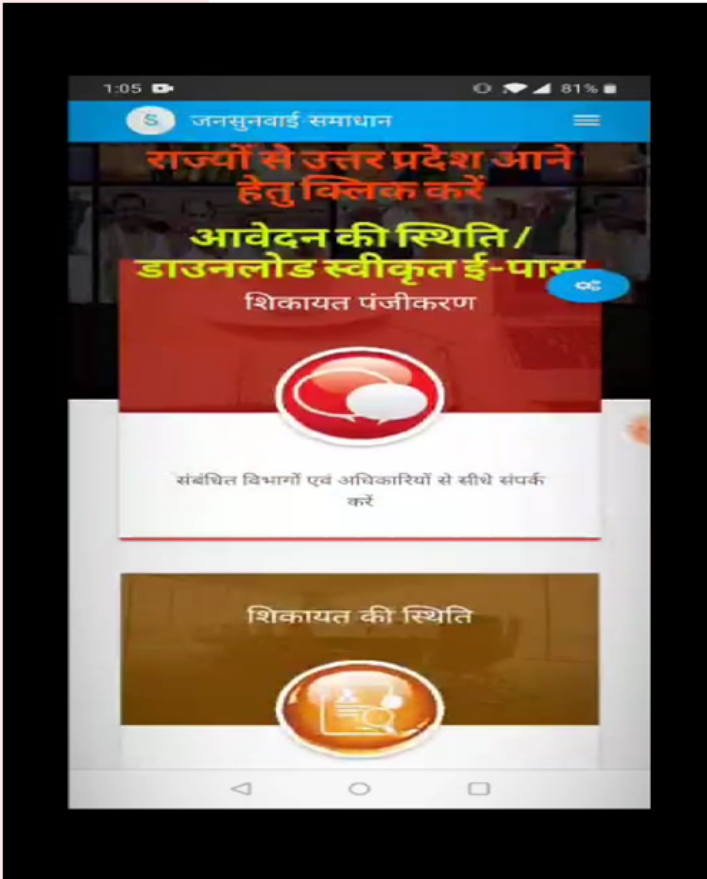 1:05
81%
S
जनसुनवाई समाधान
राज्यों से उत्तर प्रदेश आने
हेतु क्लिक करें
आवेदन की स्थिति /
डाउनलोड स्वीकृत ई-पास
शिकायत पंजीकरण
संबंधित विभागों एवं अधिकारियों से सीधे संपर्क
करें
शिकायत की स्थिति